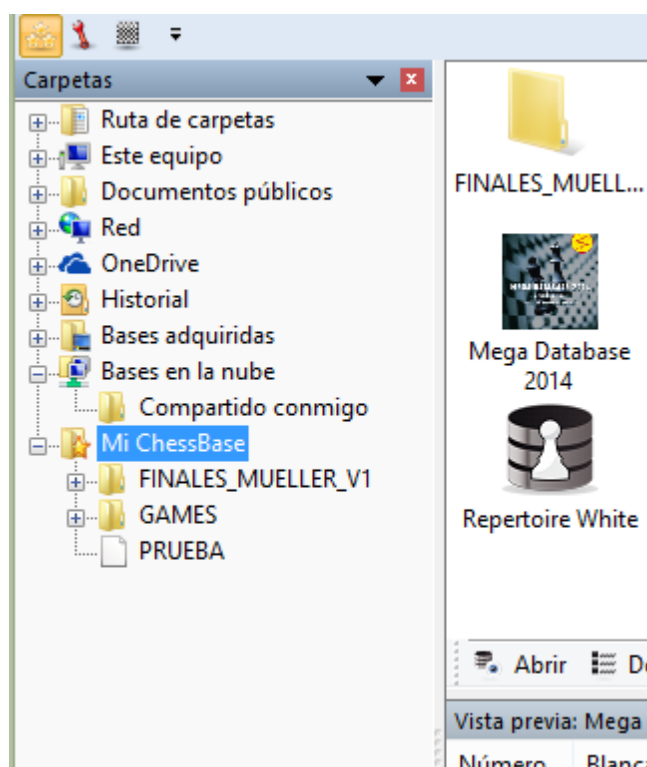 Carpetas
Ruta de carpetas
Este equipo
Documentos públicos
Red
OneDrive
Historial
Bases adquiridas
Bases en la nube
Compartido conmigo
Mi ChessBase
FINALES_MUELLER_V1
GAMES
PRUEBA
FINALES_MUELL...
Mega Database
2014
Repertoire White
Abrir
Vista previa: Mega
Número